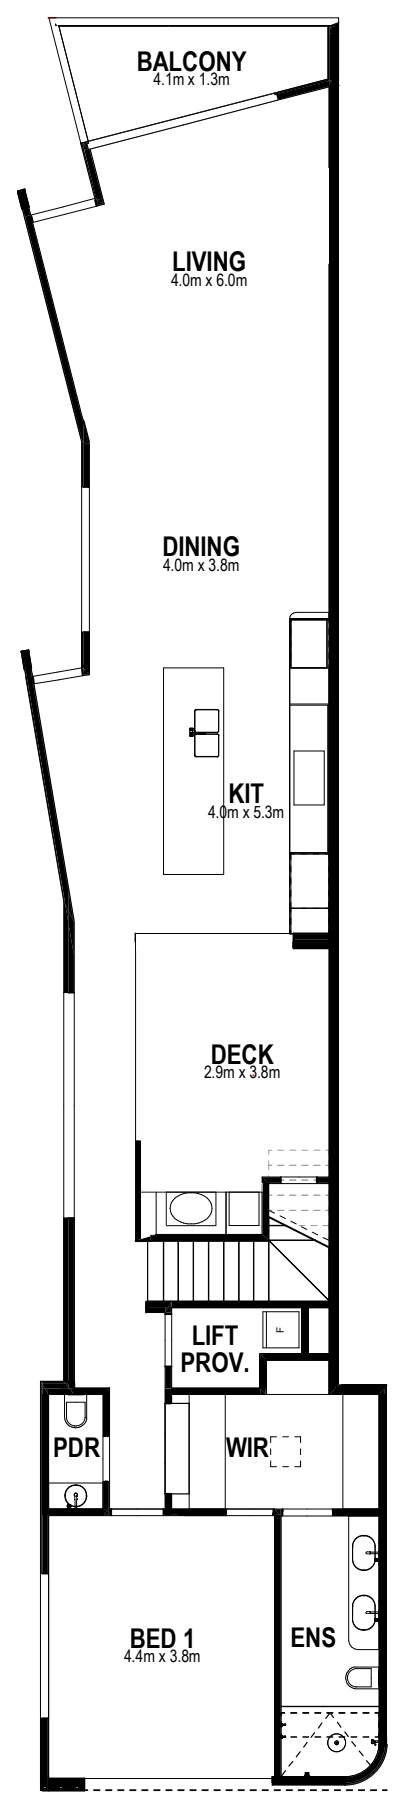 BALCONY
4.1m x 1.3m
LIVING
4.0m x 6.0m
DINING
4.0m x 3.8m
KIT
4.0m x 5.3m
DECK
2.9m x 3.8m
LIFT
PROV.
F
PDR
WIR
BED 1
4.4m x 3.8m
ENS